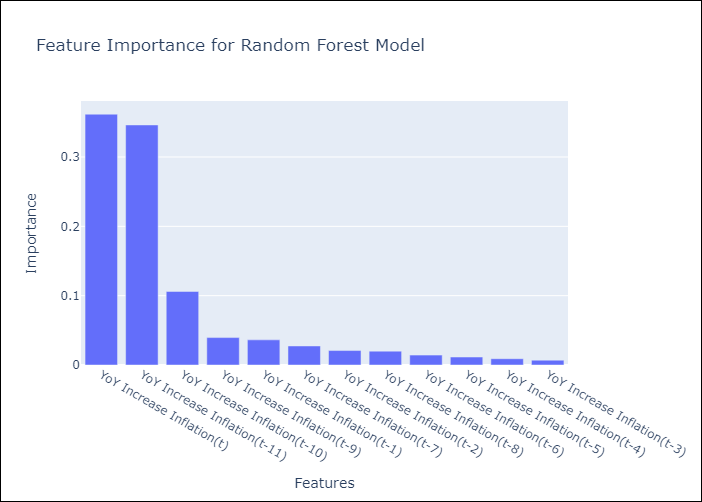 Feature Importance for Random Forest Model
Importance
0.3
0.2
0.1
0
YoY Increase Inflation(t)
YoY Increase Inflation(t-11)
YoY Increase Inflation(t-10)
YoY Increase Inflation(t-9)
YoY Increase Inflation(t-1)
YoY Increase Inflation(t-7)
YoY Increase Inflation(t-2)
YoY Increase Inflation(t-8)
YoY Increase Inflation(t-6)
YoY Increase Inflation(t-5)
YoY Increase Inflation(t-4)
YoY Increase Inflation(t-3)
Features